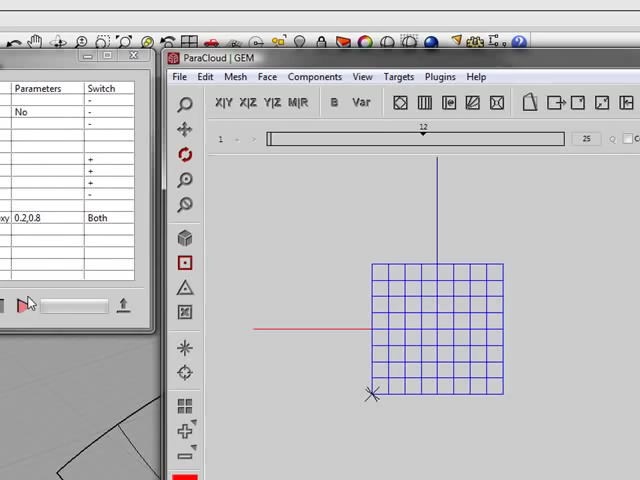 ParaCloud | GEM
File Edit Mesh Face Components View Targets Plugins Help
X|Y X|Z Y|Z M|R B Var
12
1 25
Parameters Switch
-
No -
-
+
+
+
-
0.2,0.8 Both